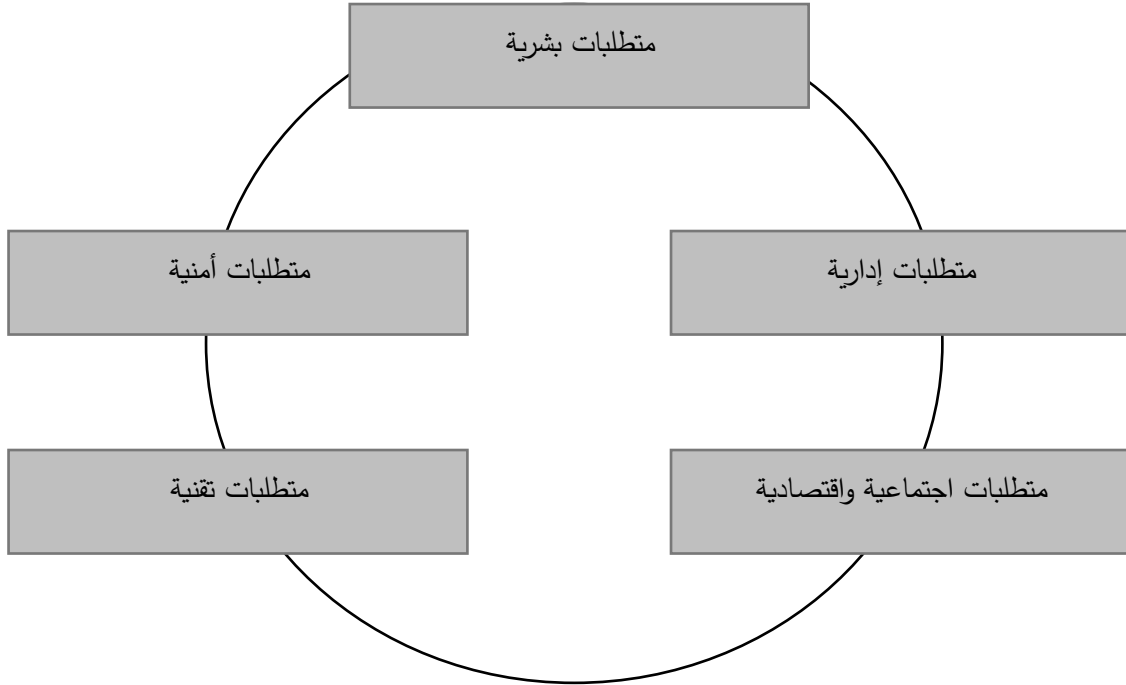 متطلبات بشرية
متطلبات إدارية
متطلبات أمنية
متطلبات اجتماعية واقتصادية
متطلبات تقنية